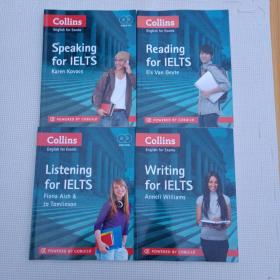 Collins
English for Exams
Speaking
for IELTS
Karen Kovacs
POWERED BY COBUILD
Collins
English for Exams
Reading
for IELTS
Els Van Geyte
POWERED BY COBUILD
Collins
English for Exams
Listening
for IELTS
Fiona Aish &
Jo Tomlinson
POWERED BY COBUILD
Collins
English for Exams
Writing
for IELTS
Anneli Williams
POWERED BY COBUILD